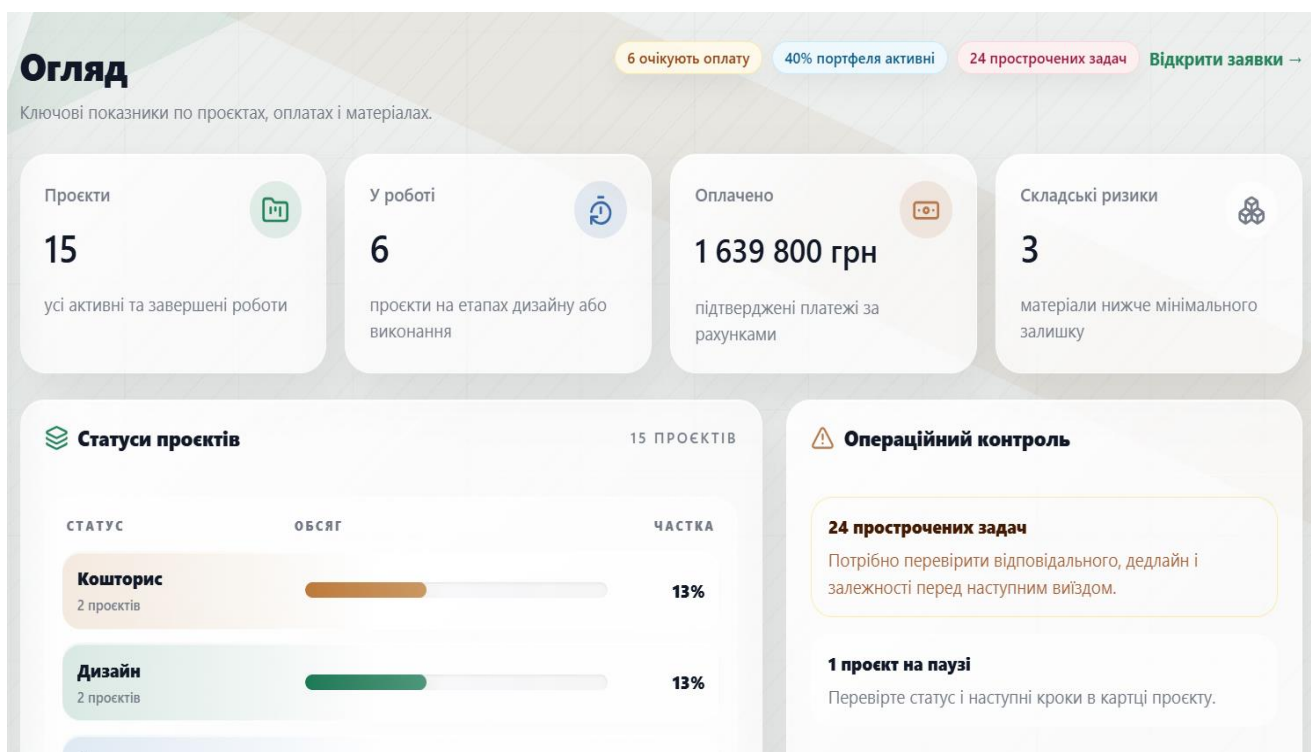 Огляд
6 очікують оплату
40% портфеля активні
24 прострочених задач
Відкрити заявки →
Ключові показники по проєктах, оплатах і матеріалах.
Проєкти
15
усі активні та завершені роботи
У роботі
6
проєкти на етапах дизайну або
виконання
Оплачено
1 639 800 грн
підтверджені платежі за
рахунками
Складські ризики
3
матеріали нижче мінімального
залишку
Статуси проєктів
15 ПРОЄКТІВ
СТАТУС ОБСЯГ ЧАСТКА
Кошторис
2 проєктів
13%
Дизайн
2 проєктів
13%
Операційний контроль
24 прострочених задач
Потрібно перевірити відповідального, дедлайн і
залежності перед наступним виїздом.
1 проєкт на паузі
Перевірте статус і наступні кроки в картці проєкту.